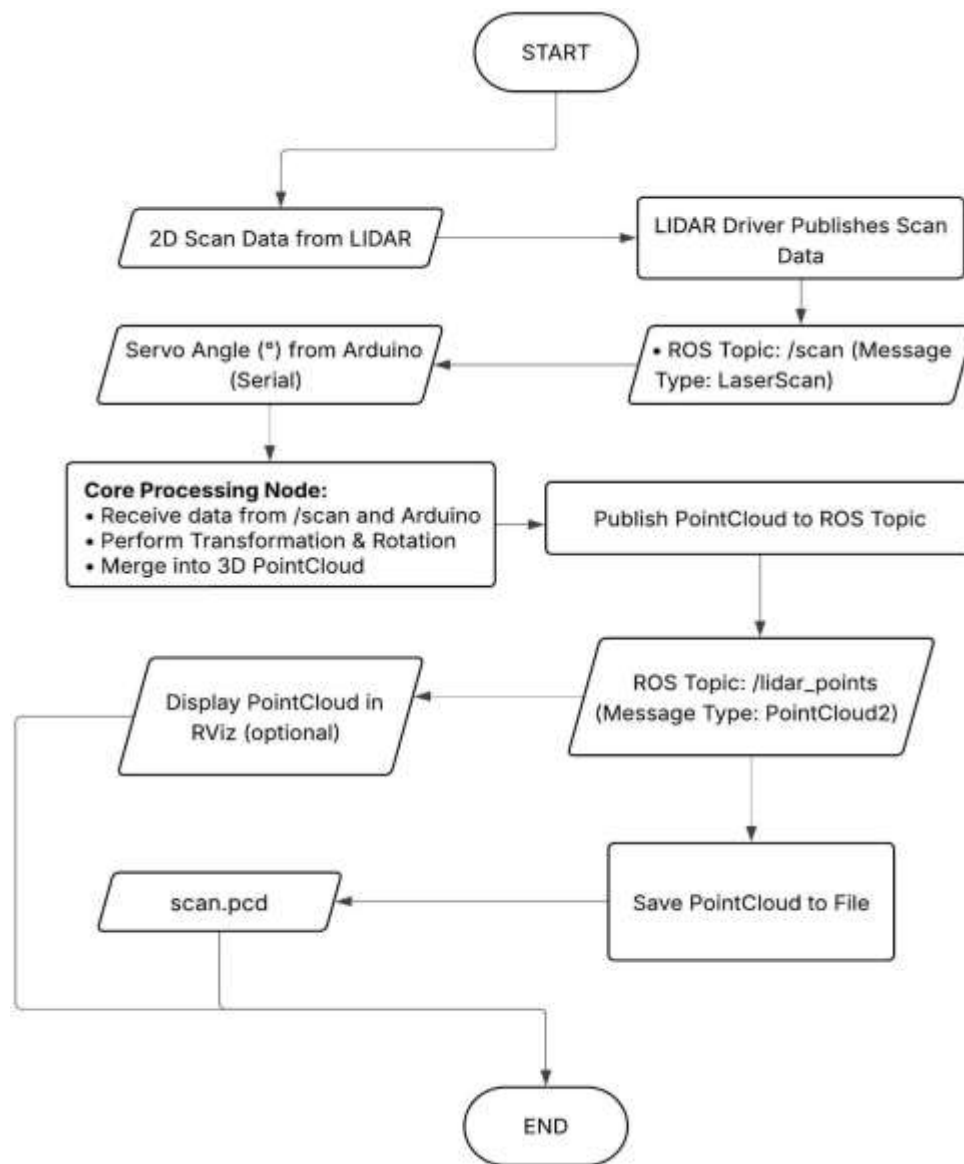 START
2D Scan Data from LIDAR
LIDAR Driver Publishes Scan
Data
Servo Angle (°) from Arduino
(Serial)
• ROS Topic: /scan (Message
Type: LaserScan)
Core Processing Node:
• Receive data from /scan and Arduino
• Perform Transformation & Rotation
• Merge into 3D PointCloud
Publish PointCloud to ROS Topic
ROS Topic: /lidar_points
(Message Type: PointCloud2)
Display PointCloud in
RViz (optional)
Save PointCloud to File
scan.pcd
END